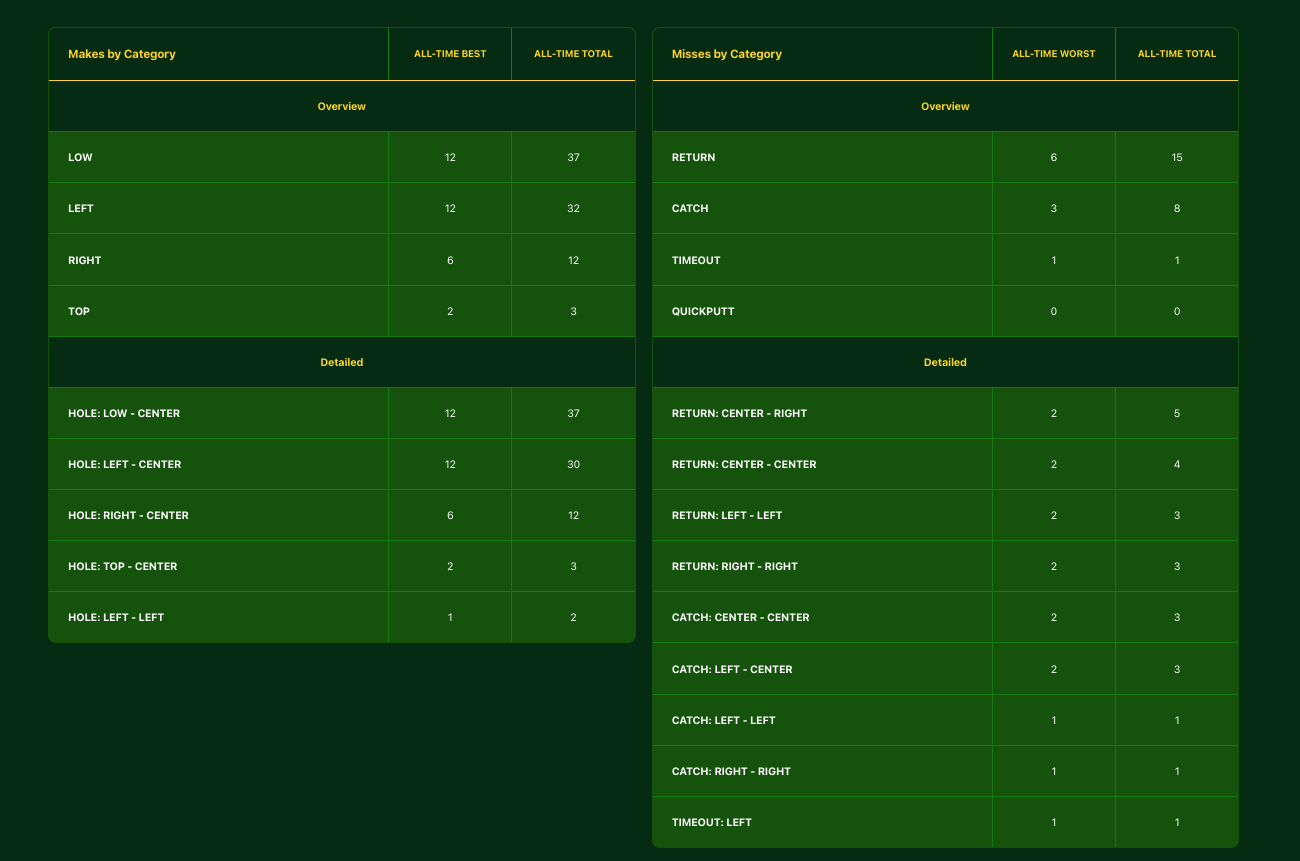 Makes by Category ALL-TIME BEST ALL-TIME TOTAL
Overview
LOW 12 37
LEFT 12 32
RIGHT 6 12
TOP 2 3
Detailed
HOLE: LOW - CENTER 12 37
HOLE: LEFT - CENTER 12 30
HOLE: RIGHT - CENTER 6 12
HOLE: TOP - CENTER 2 3
HOLE: LEFT - LEFT 1 2
Misses by Category ALL-TIME WORST ALL-TIME TOTAL
Overview
RETURN 6 15
CATCH 3 8
TIMEOUT 1 1
QUICKPUTT 0 0
Detailed
RETURN: CENTER - RIGHT 2 5
RETURN: CENTER - CENTER 2 4
RETURN: LEFT - LEFT 2 3
RETURN: RIGHT - RIGHT 2 3
CATCH: CENTER - CENTER 2 3
CATCH: LEFT - CENTER 2 3
CATCH: LEFT - LEFT 1 1
CATCH: RIGHT - RIGHT 1 1
TIMEOUT: LEFT 1 1